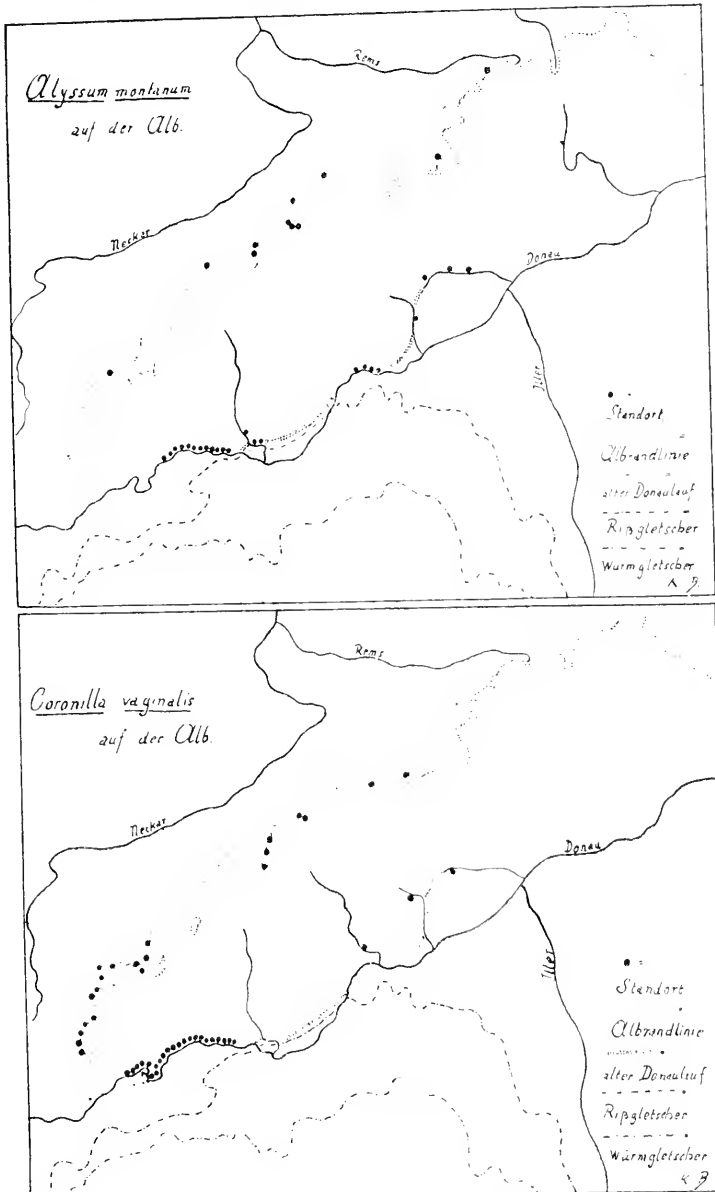 Alyssum montanum
auf der Alb.
Rems
Neckar
Donau
Iller
Standort
Albrandlinie
alter Donaulauf
Rißgletscher
Wurmgletscher
K B.
Coronilla vaginalis
auf der Alb.
Rems
Neckar
Donau
Iller
Standort
Albrandlinie
alter Donaulauf
Rißgletscher
Würmgletscher
K B